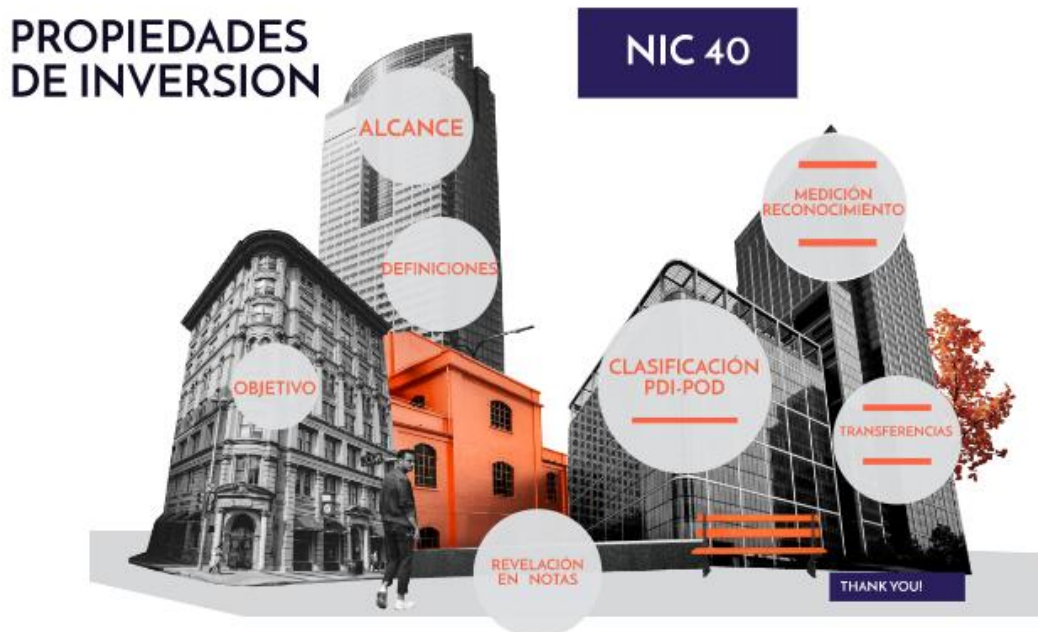 PROPIEDADES
DE INVERSION
NIC 40
ALCANCE
DEFINICIONES
OBJETIVO
MEDICIÓN
RECONOCIMIENTO
CLASIFICACIÓN
PDI-POD
TRANSFERENCIAS
REVELACIÓN
EN NOTAS
THANK YOU!